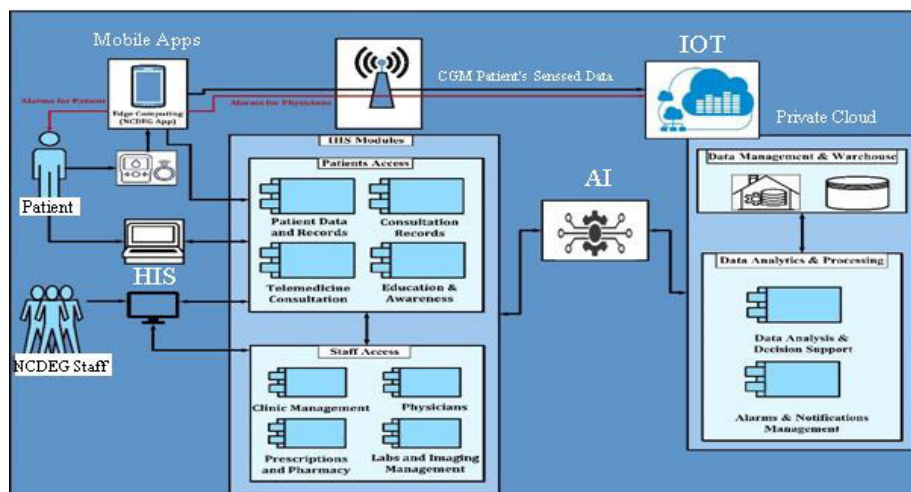 Mobile Apps
IOT
CGM Patient's Senssed Data
Alarms for Patient
Alarms for Physicians
Edge Computing
(NCDEG App)
Private Cloud
HIS Modules
Patients Access
Data Management & Warehouse
AI
Patient
Patient Data
and Records
Consultation
Records
HIS
Telemedicine
Consultation
Education &
Awareness
Data Analytics & Processing
Data Analysis &
Decision Support
NCDEG Staff
Staff Access
Clinic Management
Physicians
Alarms & Notifications
Management
Prescriptions
and Pharmacy
Labs and Imaging
Management